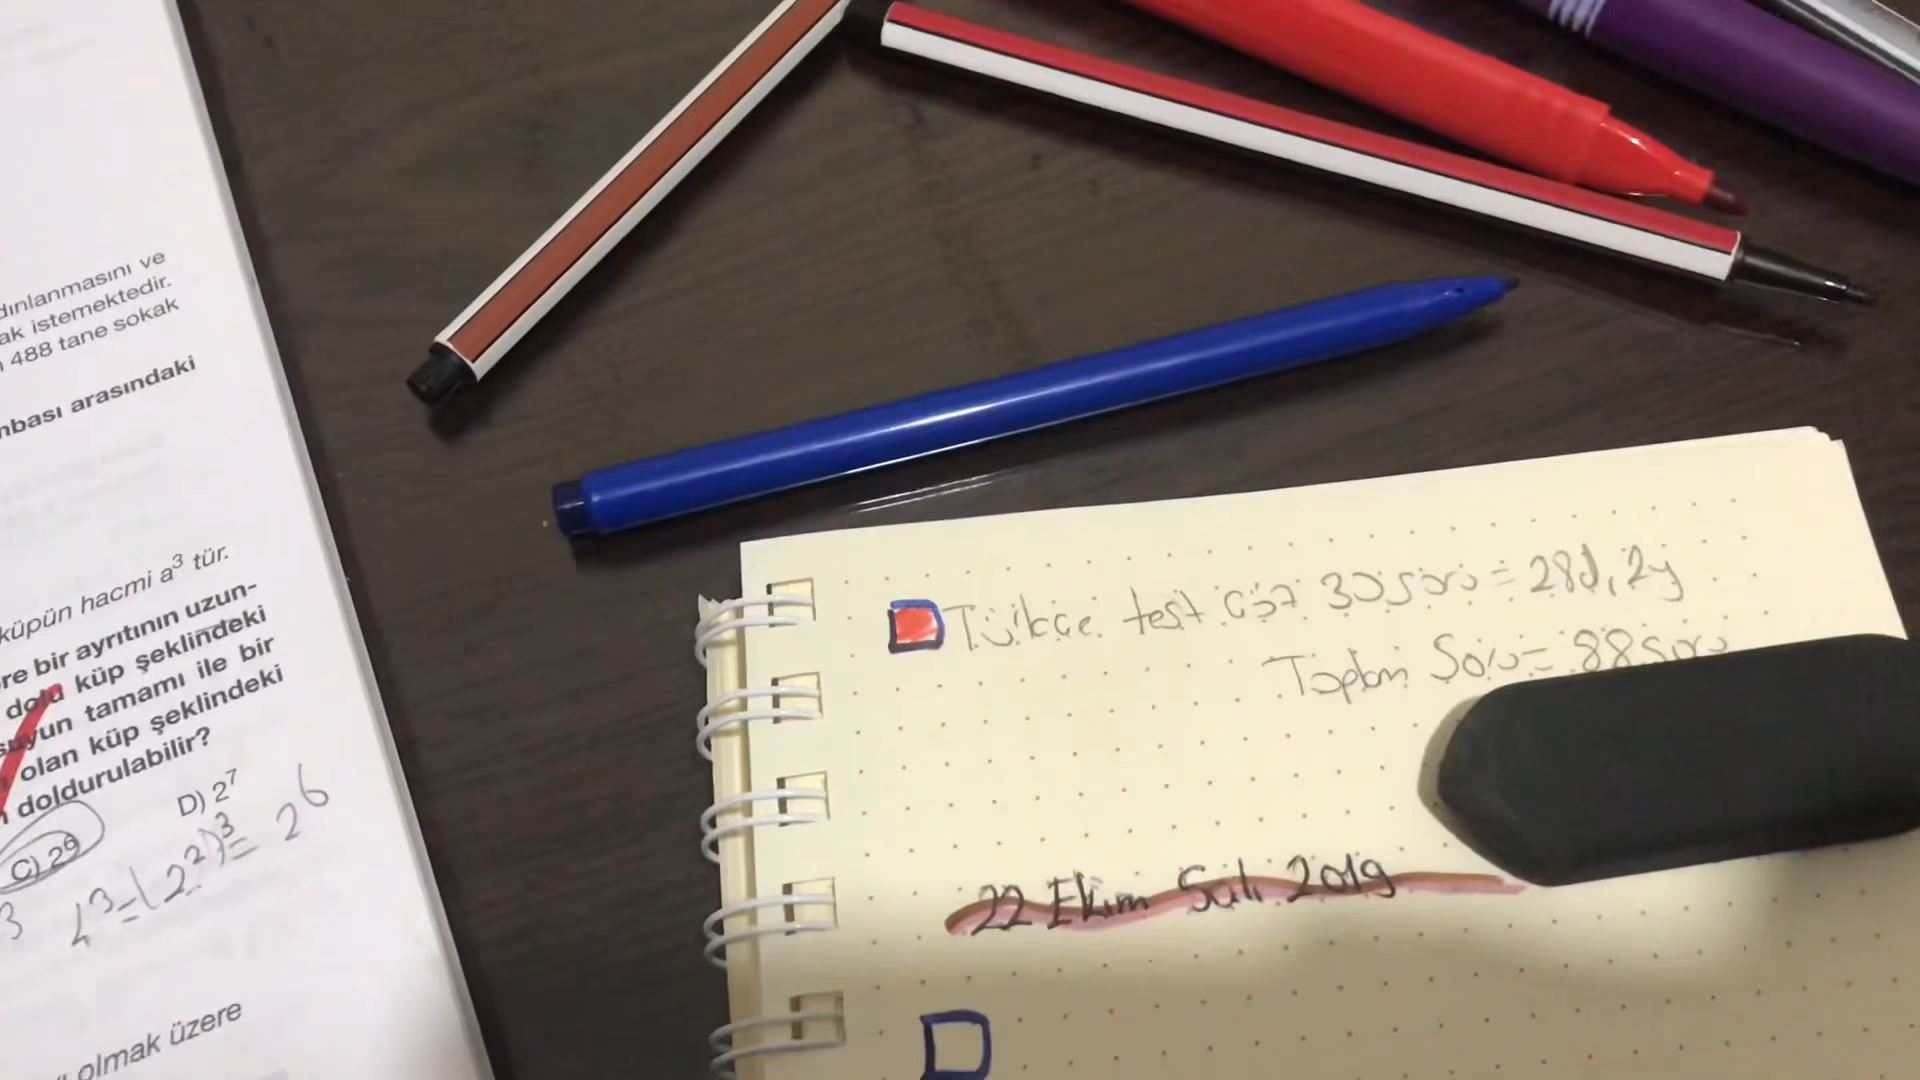 dınlanmasını ve
ak istemektedir.
488 tane sokak
nbası arasındaki
küpün hacmi a³ tür.
re bir ayrıtının uzun-
dolu küp şeklindeki
suyun tamamı ile bir
olan küp şeklindeki
doldurulabilir?
D) 2⁷
C) 2⁹
3 4³=(2²)³= 2⁶
olmak üzere
Türkçe test çöz 30 soru = 28d, 2y
Toplam Soru= 88 soru
22 Ekim Salı 2019